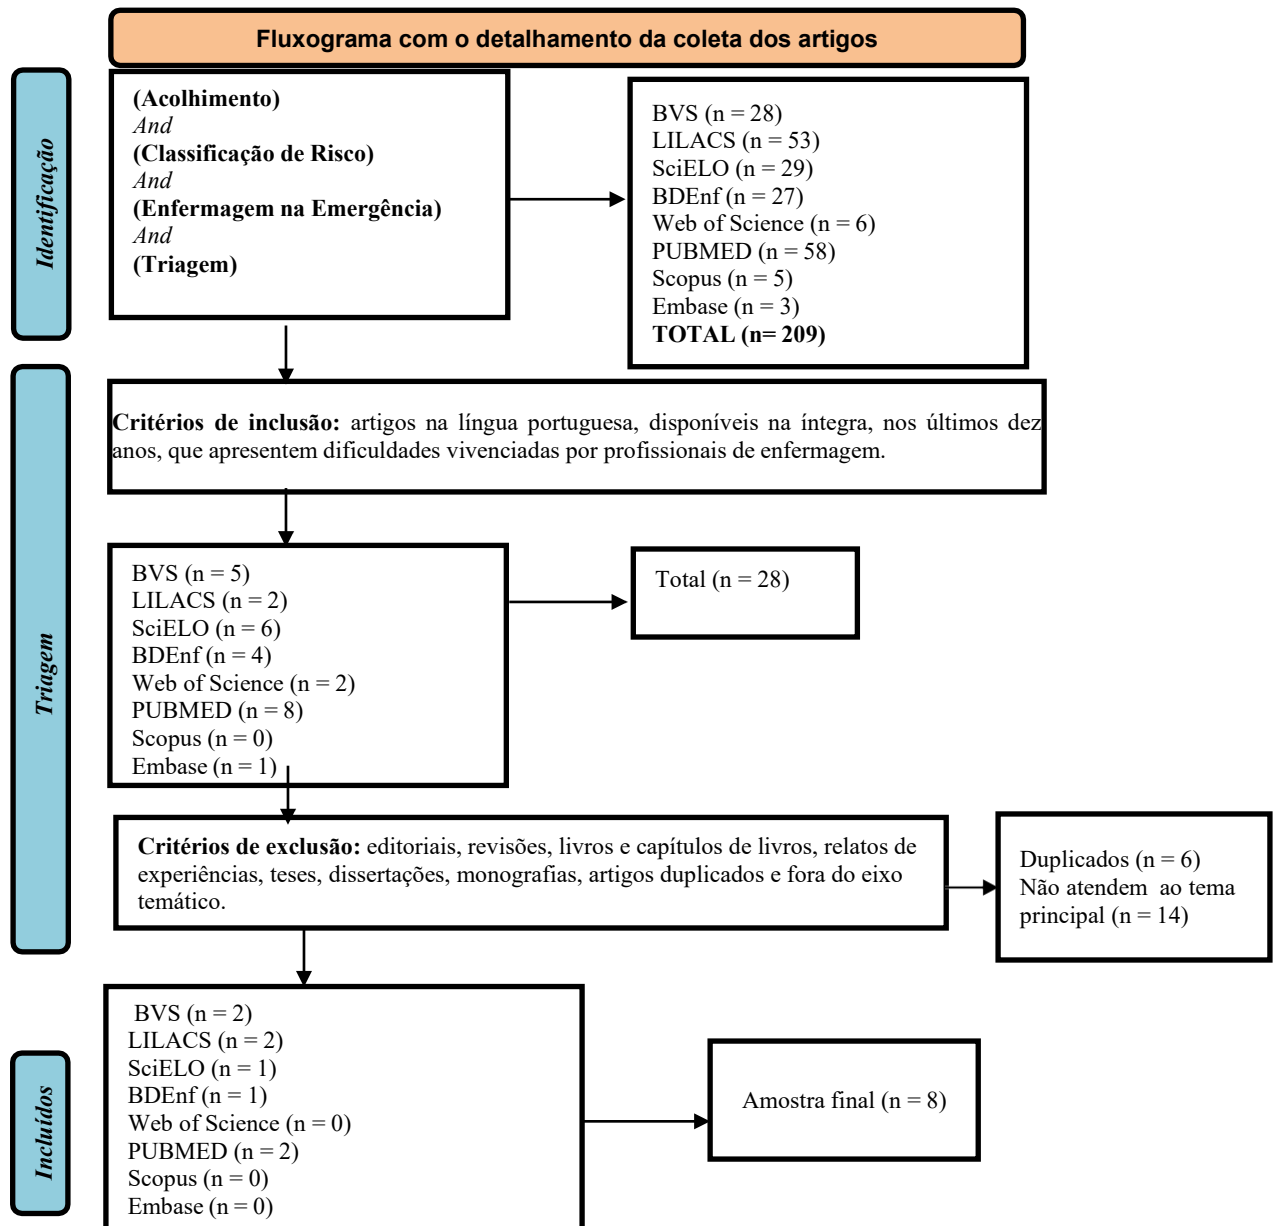 Fluxograma com o detalhamento da coleta dos artigos
Identificação
(Acolhimento)
And
(Classificação de Risco)
And
(Enfermagem na Emergência)
And
(Triagem)
BVS (n = 28)
LILACS (n = 53)
SciELO (n = 29)
BDEnf (n = 27)
Web of Science (n = 6)
PUBMED (n = 58)
Scopus (n = 5)
Embase (n = 3)
TOTAL (n= 209)
Triagem
Critérios de inclusão: artigos na língua portuguesa, disponíveis na íntegra, nos últimos dez
anos, que apresentem dificuldades vivenciadas por profissionais de enfermagem.
BVS (n = 5)
LILACS (n = 2)
SciELO (n = 6)
BDEnf (n = 4)
Web of Science (n = 2)
PUBMED (n = 8)
Scopus (n = 0)
Embase (n = 1)
Total (n = 28)
Critérios de exclusão: editoriais, revisões, livros e capítulos de livros, relatos de
experiências, teses, dissertações, monografias, artigos duplicados e fora do eixo
temático.
Duplicados (n = 6)
Não atendem ao tema
principal (n = 14)
Incluídos
BVS (n = 2)
LILACS (n = 2)
SciELO (n = 1)
BDEnf (n = 1)
Web of Science (n = 0)
PUBMED (n = 2)
Scopus (n = 0)
Embase (n = 0)
Amostra final (n = 8)